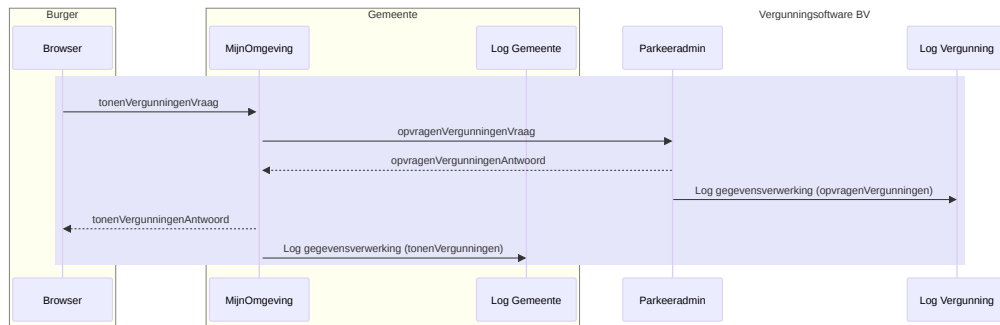 Burger
Gemeente
Vergunningsoftware BV
Browser
MijnOmgeving
Log Gemeente
Parkeeradmin
Log Vergunning
tonenVergunningenVraag
opvragenVergunningenVraag
opvragenVergunningenAntwoord
Log gegevensverwerking (opvragenVergunningen)
tonenVergunningenAntwoord
Log gegevensverwerking (tonenVergunningen)
Browser
MijnOmgeving
Log Gemeente
Parkeeradmin
Log Vergunning